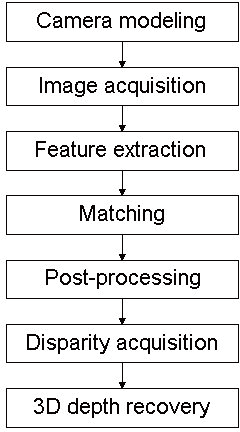 Camera modeling
Image acquisition
Feature extraction
Matching
Post-processing
Disparity acquisition
3D depth recovery